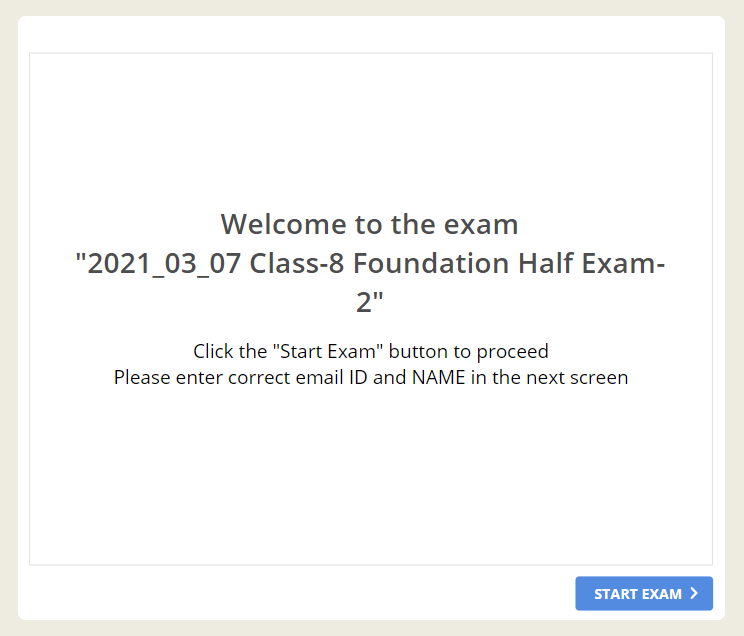 Welcome to the exam
"2021_03_07 Class-8 Foundation Half Exam-
2"
Click the "Start Exam" button to proceed
Please enter correct email ID and NAME in the next screen
START EXAM